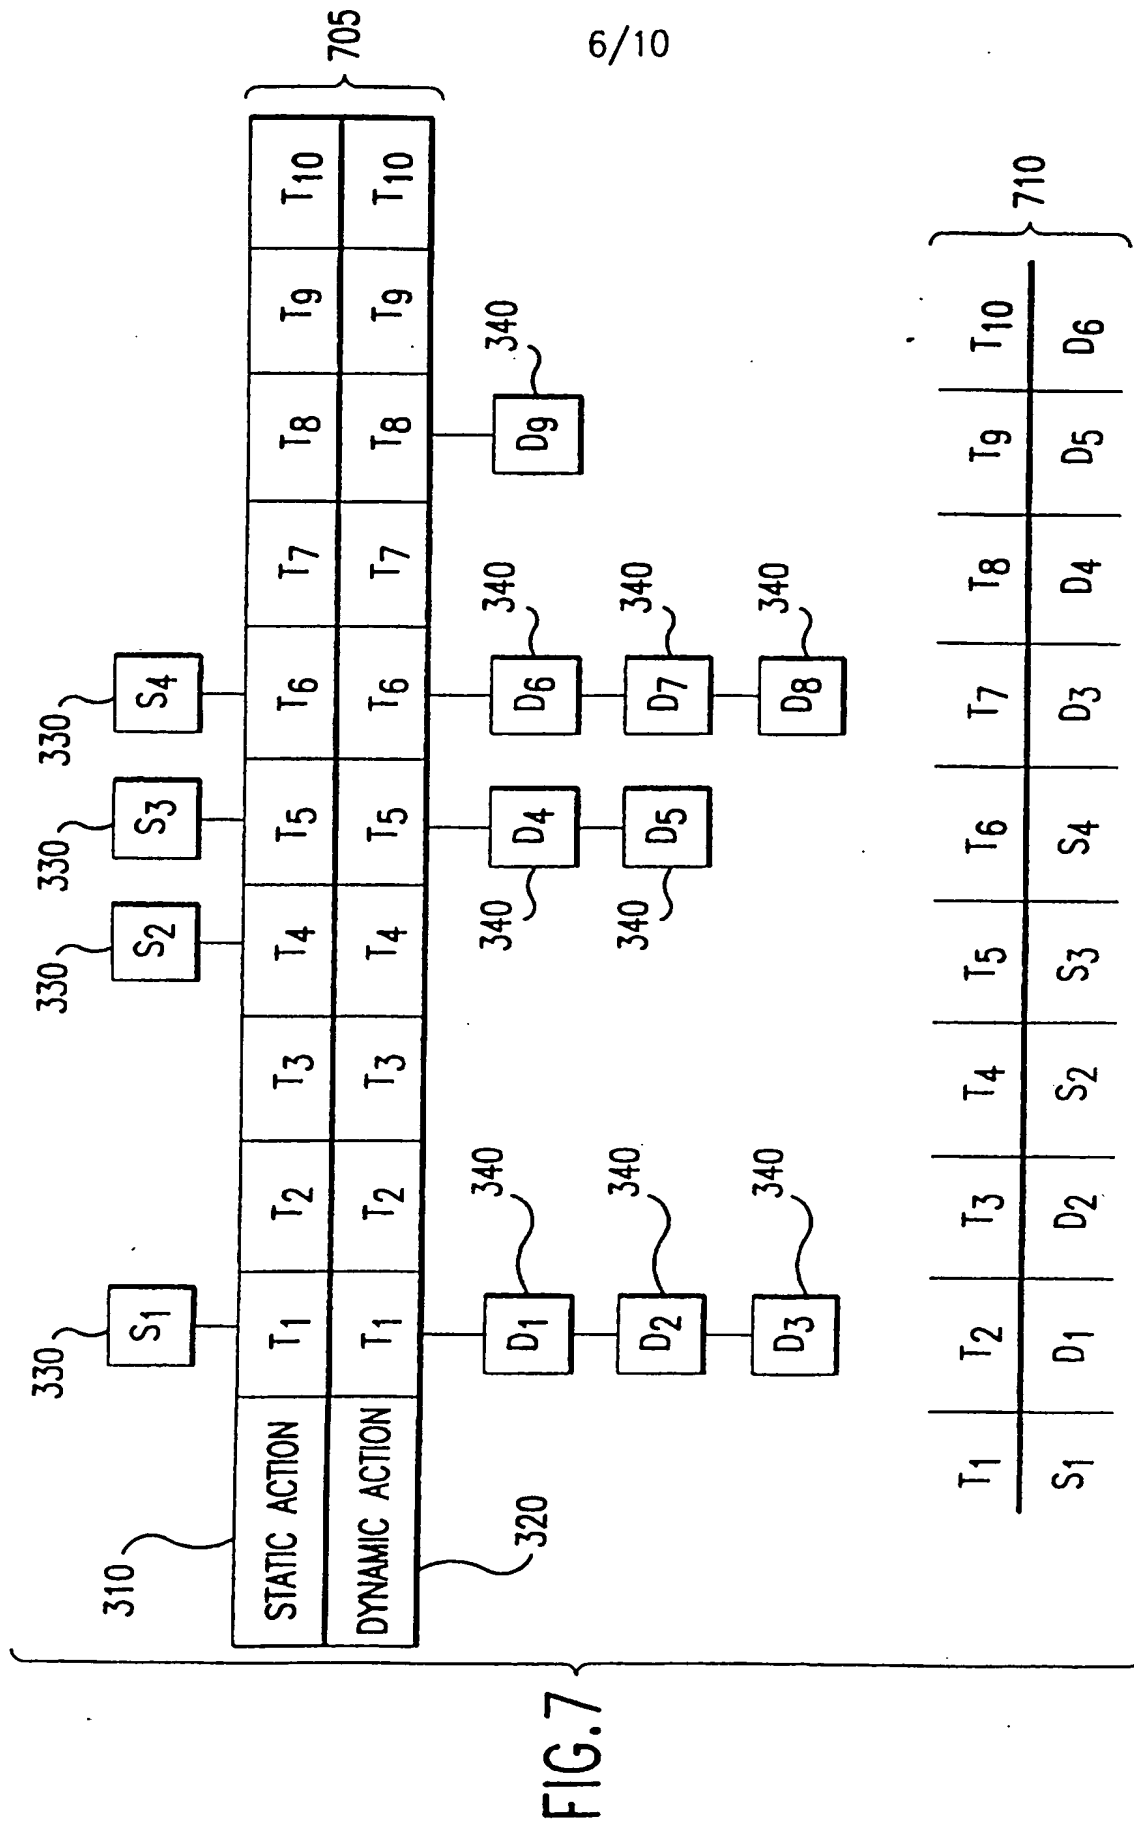 6/10
330 330 330 330
S1 S2 S3 S4
310
STATIC ACTION T1 T2 T3 T4 T5 T6 T7 T8 T9 T10
DYNAMIC ACTION T1 T2 T3 T4 T5 T6 T7 T8 T9 T10
705
320
D1 340
D2 340
D3 340
D4 340
D5 340
D6 340
D7 340
D8 340
D9 340
T1 T2 T3 T4 T5 T6 T7 T8 T9 T10
S1 D1 D2 S2 S3 S4 D3 D4 D5 D6
710
FIG.7